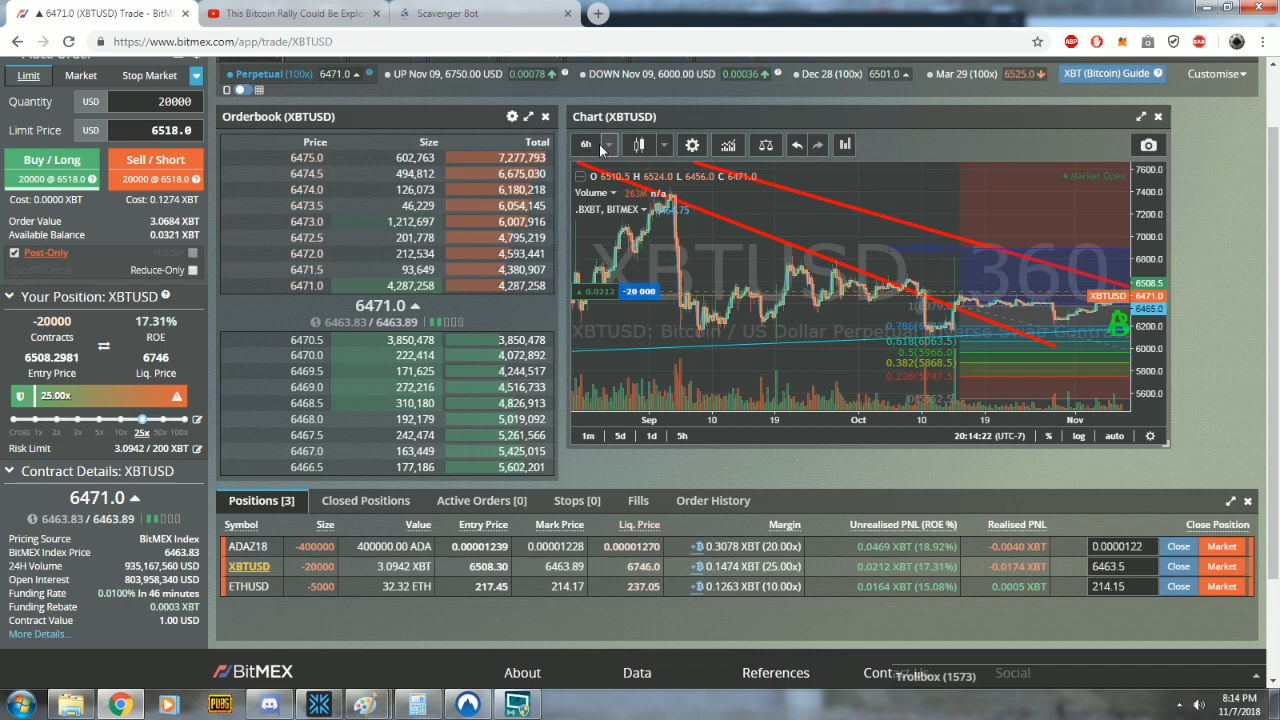 6471.0 (XBTUSD) Trade - BitME
This Bitcoin Rally Could Be Explo
Scavenger Bot
https://www.bitmex.com/app/trade/XBTUSD
Perpetual (100x) 6471.0
UP Nov 09, 6750.00 USD 0.00078
DOWN Nov 09, 6000.00 USD 0.00036
Dec 28 (100x) 6501.0
Mar 29 (100x) 6525.0
XBT (Bitcoin) Guide
Customise
Limit Market Stop Market
Quantity USD 20000
Limit Price USD 6518.0
Buy / Long
20000 @ 6518.0
Sell / Short
20000 @ 6518.0
Cost: 0.0000 XBT Cost: 0.1274 XBT
Order Value 3.0684 XBT
Available Balance 0.0321 XBT
Post-Only
Reduce-Only
Your Position: XBTUSD
-20000 17.31%
Contracts ROE
6508.2981 6746
Entry Price Liq. Price
25.00x
Cross 1x 2x 3x 5x 10x 25x 50x 100x
Risk Limit 3.0942 / 200 XBT
Contract Details: XBTUSD
6471.0
6463.83 / 6463.89
Pricing Source BitMEX Index
BitMEX Index Price 6463.83
24H Volume 935,167,560 USD
Open Interest 803,958,340 USD
Funding Rate 0.0100% In 46 minutes
Funding Rebate 0.0003 XBT
Contract Value 1.00 USD
More Details...
Orderbook (XBTUSD)
Price Size Total
6475.0 602,763 7,277,793
6474.5 494,812 6,675,030
6474.0 126,073 6,180,218
6473.5 46,229 6,054,145
6473.0 1,212,697 6,007,916
6472.5 201,778 4,795,219
6472.0 212,534 4,593,441
6471.5 93,649 4,380,907
6471.0 4,287,258 4,287,258
6471.0
6463.83 / 6463.89
6470.5 3,850,478 3,850,478
6470.0 222,414 4,072,892
6469.5 171,625 4,244,517
6469.0 272,216 4,516,733
6468.5 310,180 4,826,913
6468.0 192,179 5,019,092
6467.5 242,474 5,261,566
6467.0 163,449 5,425,015
6466.5 177,186 5,602,201
Chart (XBTUSD)
6h
O 6510.5 H 6524.0 L 6456.0 C 6471.0
Market Open
Volume 263M n/a
.BXBT, BITMEX
XBTUSD, 360
XBTUSD: Bitcoin / US Dollar Perpetual Inverse Swap Contract
0.0212 -20 000
0.618(6063.5)
0.5(5966.0)
0.382(5868.5)
0.236(5747.5)
7600.0
7400.0
7200.0
7000.0
6800.0
6508.5
XBTUSD 6471.0
6465.0
6200.0
6000.0
5800.0
5600.0
Sep 10 19 Oct 10 19 Nov
1m 5d 1d 5h
20:14:22 (UTC-7) % log auto
Positions [3] Closed Positions Active Orders [0] Stops [0] Fills Order History
Symbol Size Value Entry Price Mark Price Liq. Price Margin Unrealised PNL (ROE %) Realised PNL Close Position
ADAZ18 -400000 400000.00 ADA 0.00001239 0.00001228 0.00001270 0.3078 XBT (20.00x) 0.0469 XBT (18.92%) -0.0040 XBT 0.0000122 Close Market
XBTUSD -20000 3.0942 XBT 6508.30 6463.89 6746.0 0.1474 XBT (25.00x) 0.0212 XBT (17.31%) -0.0174 XBT 6463.5 Close Market
ETHUSD -5000 32.32 ETH 217.45 214.17 237.05 0.1263 XBT (10.00x) 0.0164 XBT (15.08%) 0.0005 XBT 214.15 Close Market
BitMEX
About Data References Social
Trollbox (1573)
8:14 PM
11/7/2018